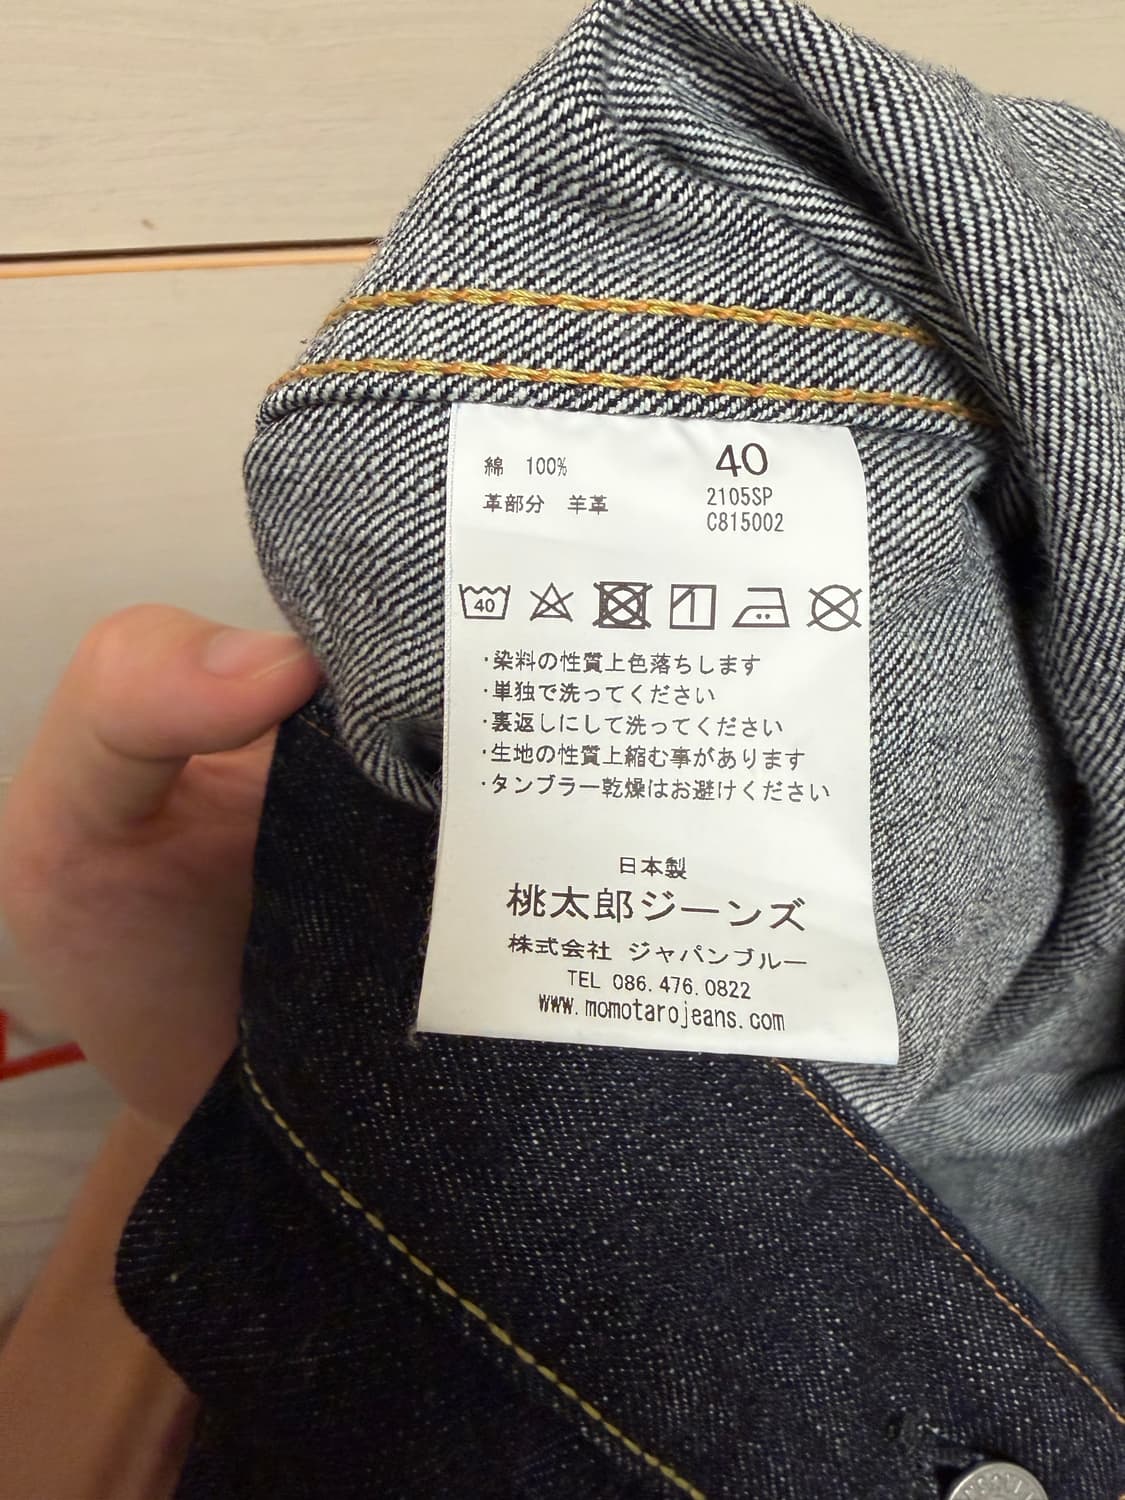 綿 100%
革部分 羊革
40
2105SP
C815002
40
・染料の性質上色落ちします
・単独で洗ってください
・裏返しにして洗ってください
・生地の性質上縮む事があります
・タンブラー乾燥はお避けください
日本製
桃太郎ジーンズ
株式会社 ジャパンブルー
TEL 086.476.0822
www.momotarojeans.com